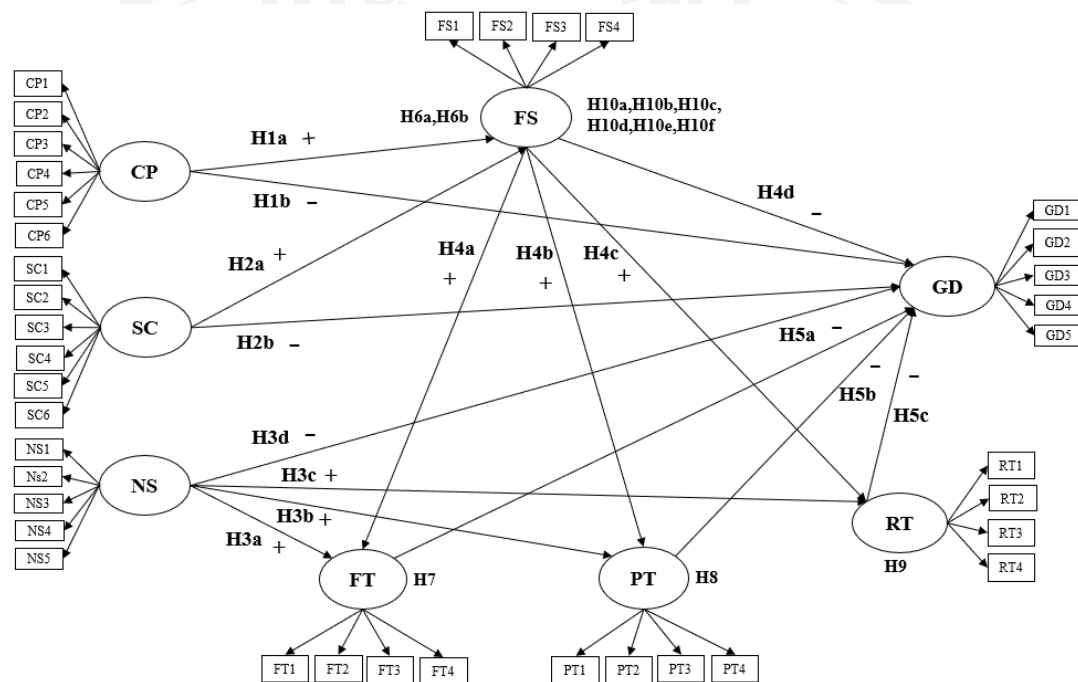 FS1 FS2 FS3 FS4
CP1
CP2
CP3
CP4
CP5
CP6
CP
H6a,H6b
FS
H10a,H10b,H10c,
H10d,H10e,H10f
H1a +
H1b −
H2a +
H4a +
H4b +
H4c +
H4d −
SC1
SC2
SC3
SC4
SC5
SC6
SC
H2b −
GD
GD1
GD2
GD3
GD4
GD5
H5a −
H5b −
H5c −
NS1
Ns2
NS3
NS4
NS5
NS
H3d −
H3c +
H3b +
H3a +
RT
H9
RT1
RT2
RT3
RT4
FT
H7
PT
H8
FT1 FT2 FT3 FT4
PT1 PT2 PT3 PT4